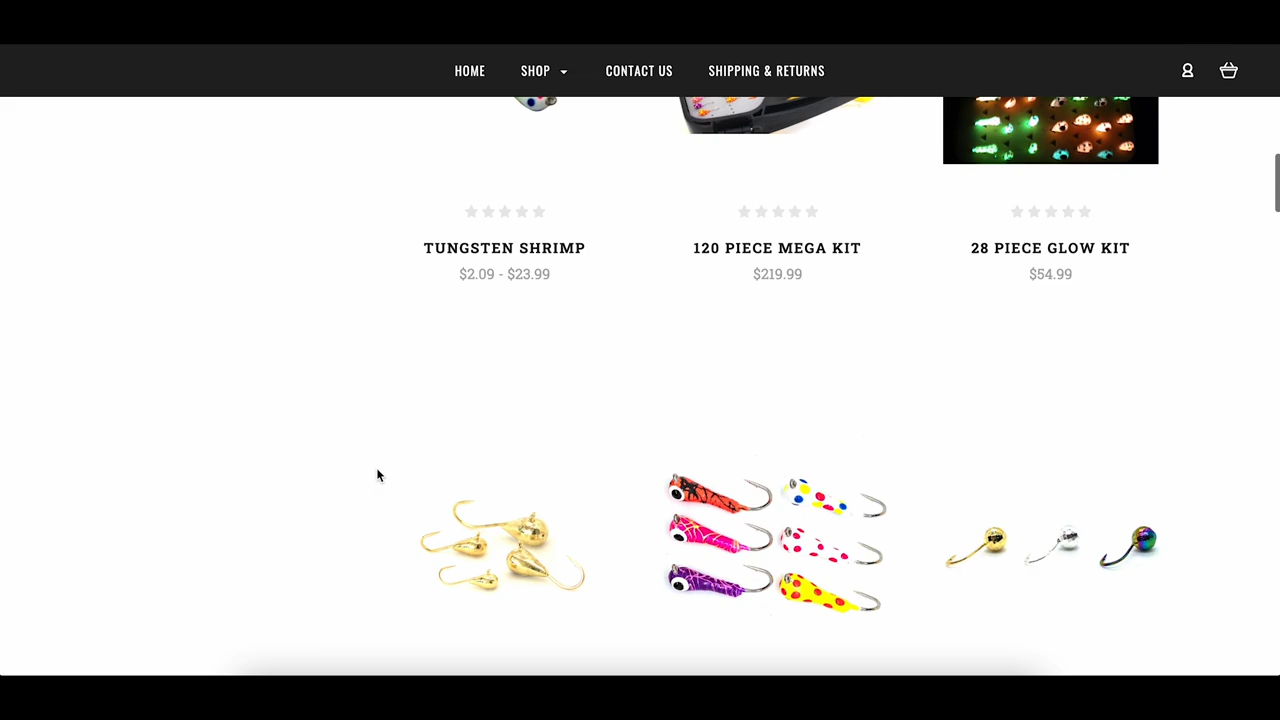 HOME SHOP CONTACT US SHIPPING & RETURNS
TUNGSTEN SHRIMP 120 PIECE MEGA KIT 28 PIECE GLOW KIT
$2.09 - $23.99 $219.99 $54.99